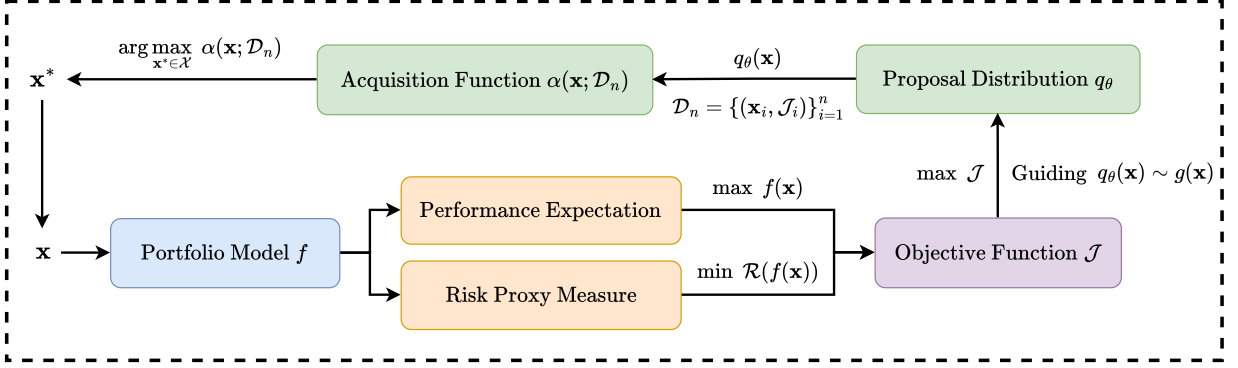 arg max α(𝐱; 𝒟ₙ)
𝐱*∈𝒳
𝐱*
Acquisition Function α(𝐱; 𝒟ₙ)
q_θ(𝐱)
𝒟ₙ = {(𝐱ᵢ, 𝒥ᵢ)}ⁿᵢ₌₁
Proposal Distribution q_θ
max 𝒥
Guiding q_θ(𝐱) ∼ g(𝐱)
𝐱
Portfolio Model f
Performance Expectation
max f(𝐱)
Risk Proxy Measure
min ℛ(f(𝐱))
Objective Function 𝒥